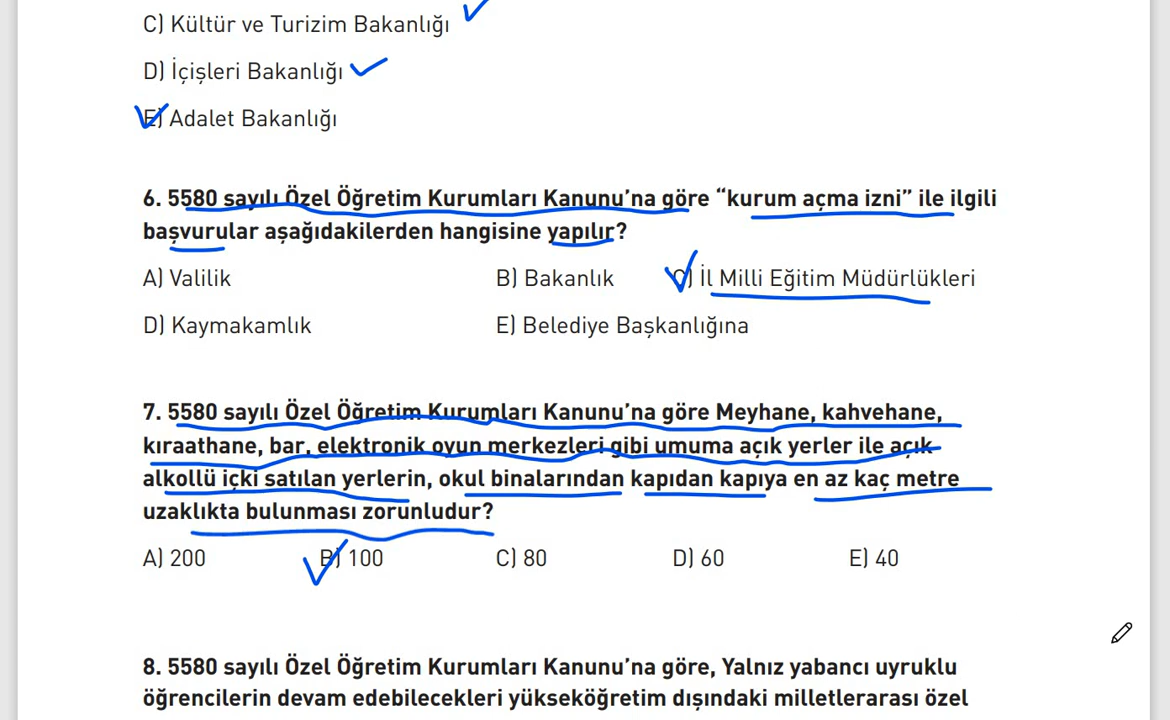 C) Kültür ve Turizim Bakanlığı
D) İçişleri Bakanlığı
E) Adalet Bakanlığı
6. 5580 sayılı Özel Öğretim Kurumları Kanunu’na göre “kurum açma izni” ile ilgili
başvurular aşağıdakilerden hangisine yapılır?
A) Valilik B) Bakanlık C) İl Milli Eğitim Müdürlükleri
D) Kaymakamlık E) Belediye Başkanlığına
7. 5580 sayılı Özel Öğretim Kurumları Kanunu’na göre Meyhane, kahvehane,
kıraathane, bar, elektronik oyun merkezleri gibi umuma açık yerler ile açık
alkollü içki satılan yerlerin, okul binalarından kapıdan kapıya en az kaç metre
uzaklıkta bulunması zorunludur?
A) 200 B) 100 C) 80 D) 60 E) 40
8. 5580 sayılı Özel Öğretim Kurumları Kanunu’na göre, Yalnız yabancı uyruklu
öğrencilerin devam edebilecekleri yükseköğretim dışındaki milletlerarası özel